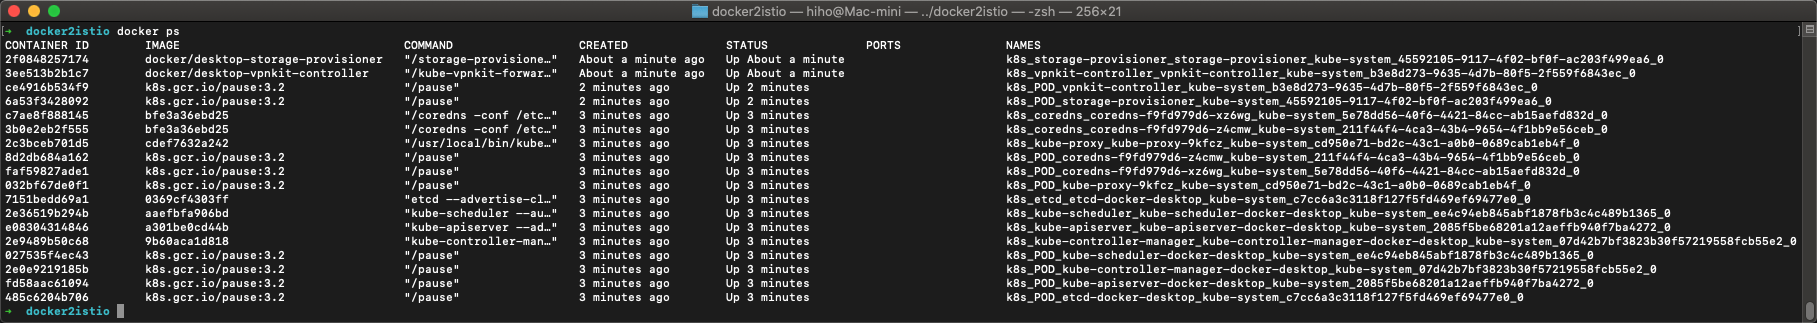 docker2istio — hiho@Mac-mini — ../docker2istio — -zsh — 256×21
[➜  docker2istio docker ps ]
CONTAINER ID IMAGE COMMAND CREATED STATUS PORTS NAMES
2f0848257174 docker/desktop-storage-provisioner "/storage-provisione…" About a minute ago Up About a minute k8s_storage-provisioner_storage-provisioner_kube-system_45592105-9117-4f02-bf0f-ac203f499ea6_0
3ee513b2b1c7 docker/desktop-vpnkit-controller "/kube-vpnkit-forwar…" About a minute ago Up About a minute k8s_vpnkit-controller_vpnkit-controller_kube-system_b3e8d273-9635-4d7b-80f5-2f559f6843ec_0
ce4916b534f9 k8s.gcr.io/pause:3.2 "/pause" 2 minutes ago Up 2 minutes k8s_POD_vpnkit-controller_kube-system_b3e8d273-9635-4d7b-80f5-2f559f6843ec_0
6a53f3428092 k8s.gcr.io/pause:3.2 "/pause" 2 minutes ago Up 2 minutes k8s_POD_storage-provisioner_kube-system_45592105-9117-4f02-bf0f-ac203f499ea6_0
c7ae8f888145 bfe3a36ebd25 "/coredns -conf /etc…" 3 minutes ago Up 3 minutes k8s_coredns_coredns-f9fd979d6-xz6wg_kube-system_5e78dd56-40f6-4421-84cc-ab15aefd832d_0
3b0e2eb2f555 bfe3a36ebd25 "/coredns -conf /etc…" 3 minutes ago Up 3 minutes k8s_coredns_coredns-f9fd979d6-z4cmw_kube-system_211f44f4-4ca3-43b4-9654-4f1bb9e56ceb_0
2c3bceb701d5 cdef7632a242 "/usr/local/bin/kube…" 3 minutes ago Up 3 minutes k8s_kube-proxy_kube-proxy-9kfcz_kube-system_cd950e71-bd2c-43c1-a0b0-0689cab1eb4f_0
8d2db684a162 k8s.gcr.io/pause:3.2 "/pause" 3 minutes ago Up 3 minutes k8s_POD_coredns-f9fd979d6-z4cmw_kube-system_211f44f4-4ca3-43b4-9654-4f1bb9e56ceb_0
faf59827ade1 k8s.gcr.io/pause:3.2 "/pause" 3 minutes ago Up 3 minutes k8s_POD_coredns-f9fd979d6-xz6wg_kube-system_5e78dd56-40f6-4421-84cc-ab15aefd832d_0
032bf67de0f1 k8s.gcr.io/pause:3.2 "/pause" 3 minutes ago Up 3 minutes k8s_POD_kube-proxy-9kfcz_kube-system_cd950e71-bd2c-43c1-a0b0-0689cab1eb4f_0
7151bedd69a1 0369cf4303ff "etcd --advertise-cl…" 3 minutes ago Up 3 minutes k8s_etcd_etcd-docker-desktop_kube-system_c7cc6a3c3118f127f5fd469ef69477e0_0
2e36519b294b aaefbfa906bd "kube-scheduler --au…" 3 minutes ago Up 3 minutes k8s_kube-scheduler_kube-scheduler-docker-desktop_kube-system_ee4c94eb845abf1878fb3c4c489b1365_0
e08304314846 a301be0cd44b "kube-apiserver --ad…" 3 minutes ago Up 3 minutes k8s_kube-apiserver_kube-apiserver-docker-desktop_kube-system_2085f5be68201a12aeffb940f7ba4272_0
2e9489b50c68 9b60aca1d818 "kube-controller-man…" 3 minutes ago Up 3 minutes k8s_kube-controller-manager_kube-controller-manager-docker-desktop_kube-system_07d42b7bf3823b30f57219558fcb55e2_0
027535f4ec43 k8s.gcr.io/pause:3.2 "/pause" 3 minutes ago Up 3 minutes k8s_POD_kube-scheduler-docker-desktop_kube-system_ee4c94eb845abf1878fb3c4c489b1365_0
2e0e9219185b k8s.gcr.io/pause:3.2 "/pause" 3 minutes ago Up 3 minutes k8s_POD_kube-controller-manager-docker-desktop_kube-system_07d42b7bf3823b30f57219558fcb55e2_0
fd58aac61094 k8s.gcr.io/pause:3.2 "/pause" 3 minutes ago Up 3 minutes k8s_POD_kube-apiserver-docker-desktop_kube-system_2085f5be68201a12aeffb940f7ba4272_0
485c6204b706 k8s.gcr.io/pause:3.2 "/pause" 3 minutes ago Up 3 minutes k8s_POD_etcd-docker-desktop_kube-system_c7cc6a3c3118f127f5fd469ef69477e0_0
➜  docker2istio